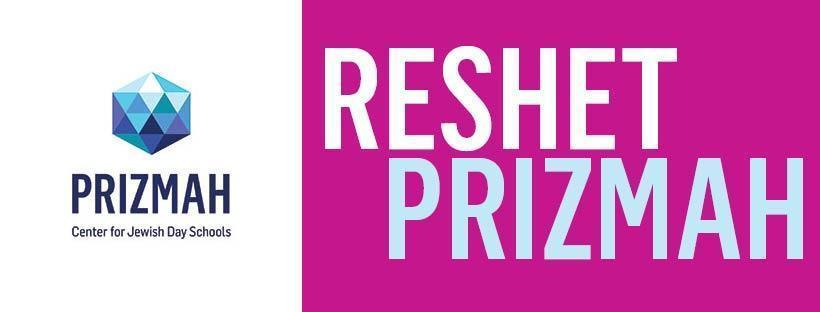 PRIZMAH
Center for Jewish Day Schools
RESHET
PRIZMAH